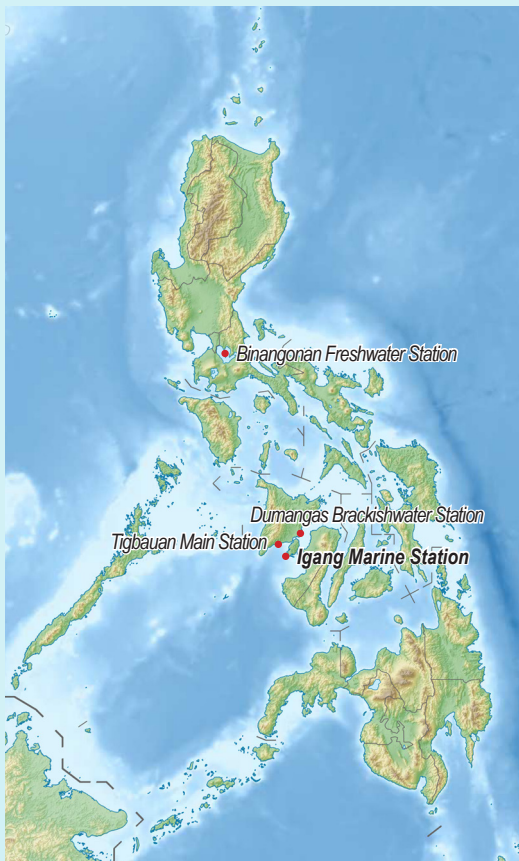 Binangonan Freshwater Station
Dumangas Brackishwater Station
Tigbauan Main Station
Igang Marine Station